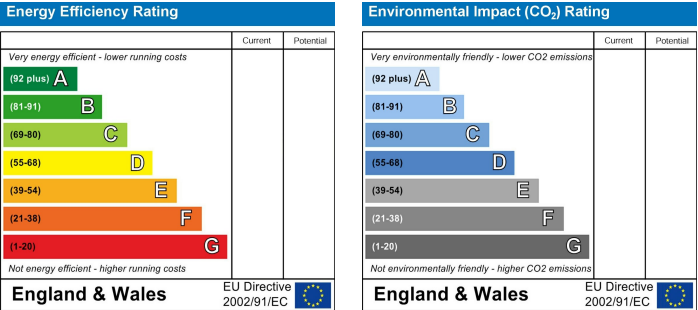 Energy Efficiency Rating
Current Potential
Very energy efficient - lower running costs
(92 plus) A
(81-91) B
(69-80) C
(55-68) D
(39-54) E
(21-38) F
(1-20) G
Not energy efficient - higher running costs
England & Wales
EU Directive
2002/91/EC
Environmental Impact (CO₂) Rating
Current Potential
Very environmentally friendly - lower CO2 emissions
(92 plus) A
(81-91) B
(69-80) C
(55-68) D
(39-54) E
(21-38) F
(1-20) G
Not environmentally friendly - higher CO2 emissions
England & Wales
EU Directive
2002/91/EC